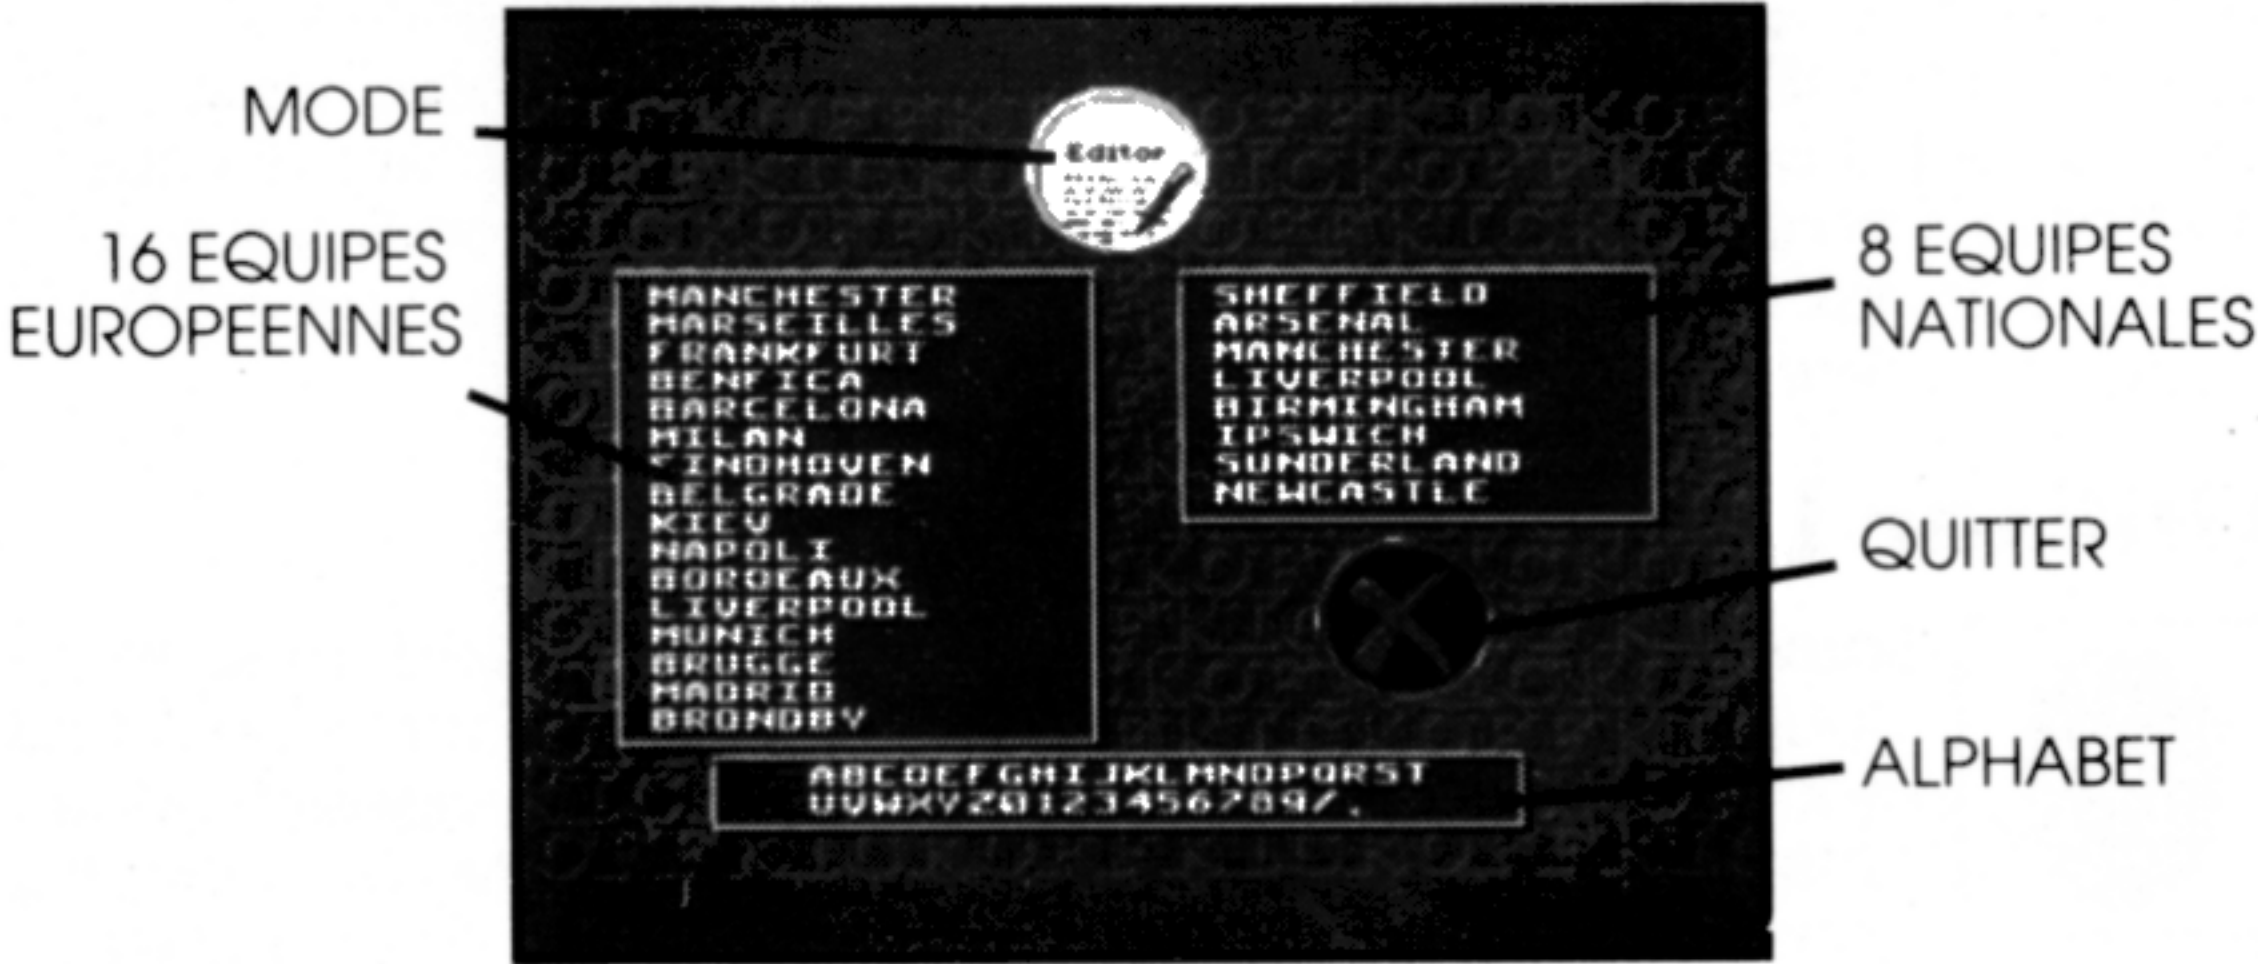 MODE
Editor
16 EQUIPES
EUROPEENNES
MANCHESTER
MARSEILLES
FRANKFURT
BENFICA
BARCELONA
MILAN
EINDHOVEN
BELGRADE
KIEV
NAPOLI
BORDEAUX
LIVERPOOL
MUNICH
BRUGGE
MADRID
BRONDBY
8 EQUIPES
NATIONALES
SHEFFIELD
ARSENAL
MANCHESTER
LIVERPOOL
BIRMINGHAM
IPSWICH
SUNDERLAND
NEWCASTLE
QUITTER
ALPHABET
ABCDEFGHIJKLMNOPQRST
UVWXYZ0123456789/.